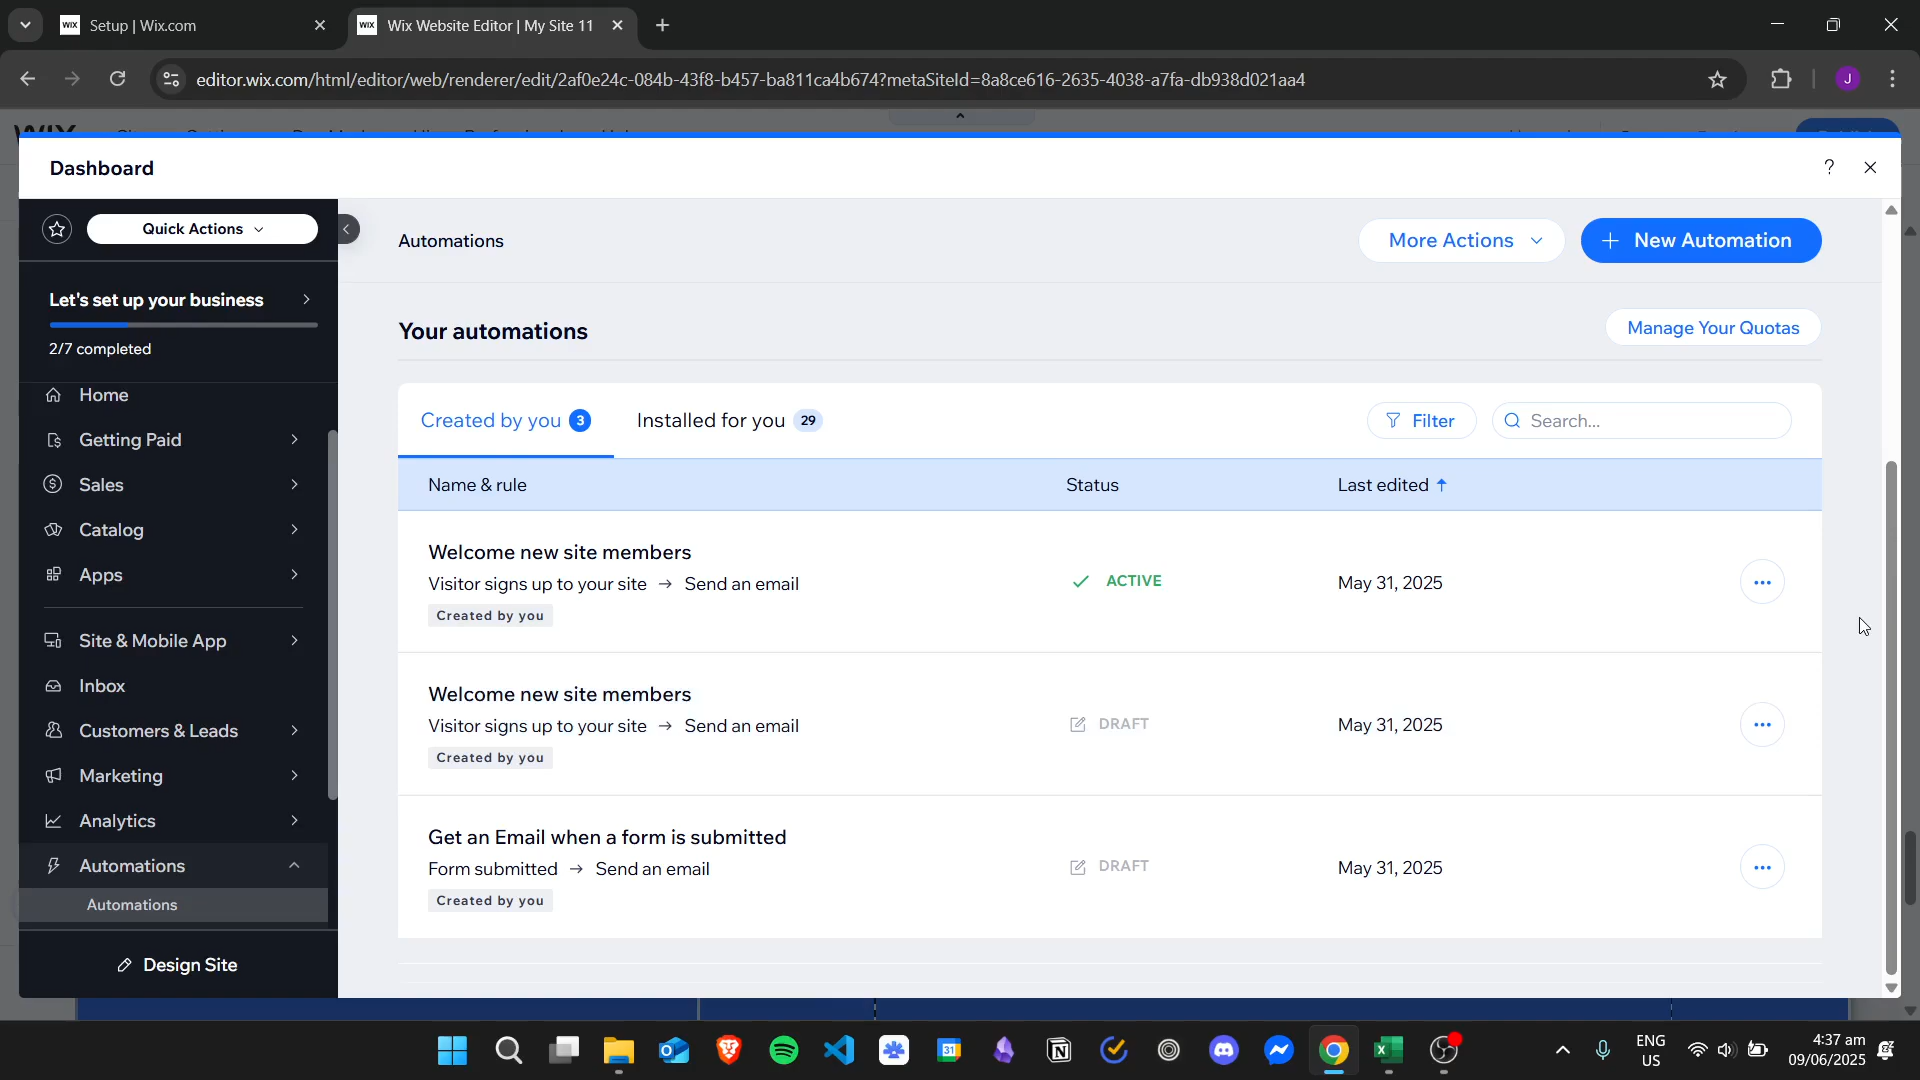 Setup | Wix.com
Wix Website Editor | My Site 11
editor.wix.com/html/editor/web/renderer/edit/2af0e24c-084b-43f8-b457-ba811ca4b674?metaSiteId=8a8ce616-2635-4038-a7fa-db938d021aa4
J
Dashboard
?
Quick Actions
Automations
More Actions
+ New Automation
Let's set up your business
2/7 completed
Your automations
Manage Your Quotas
Home
Getting Paid
Sales
Catalog
Apps
Site & Mobile App
Inbox
Customers & Leads
Marketing
Analytics
Automations
Automations
Design Site
Created by you 3
Installed for you 29
Filter
Search...
Name & rule
Status
Last edited ↑
Welcome new site members
Visitor signs up to your site → Send an email
Created by you
ACTIVE
May 31, 2025
Welcome new site members
Visitor signs up to your site → Send an email
Created by you
DRAFT
May 31, 2025
Get an Email when a form is submitted
Form submitted → Send an email
Created by you
DRAFT
May 31, 2025
ENG
US
4:37 am
09/06/2025